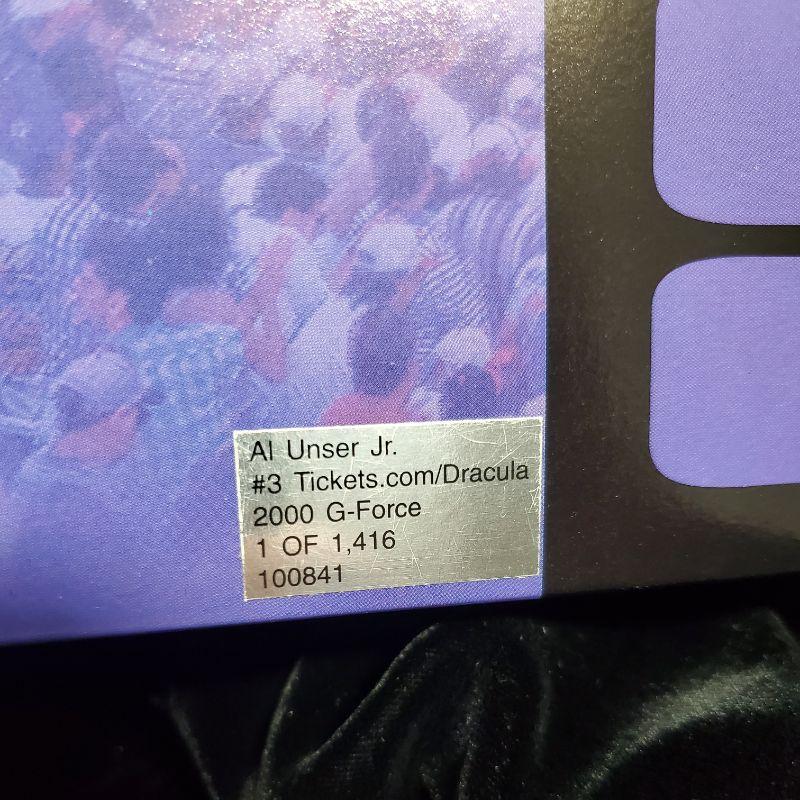 Al Unser Jr.
#3 Tickets.com/Dracula
2000 G-Force
1 OF 1,416
100841